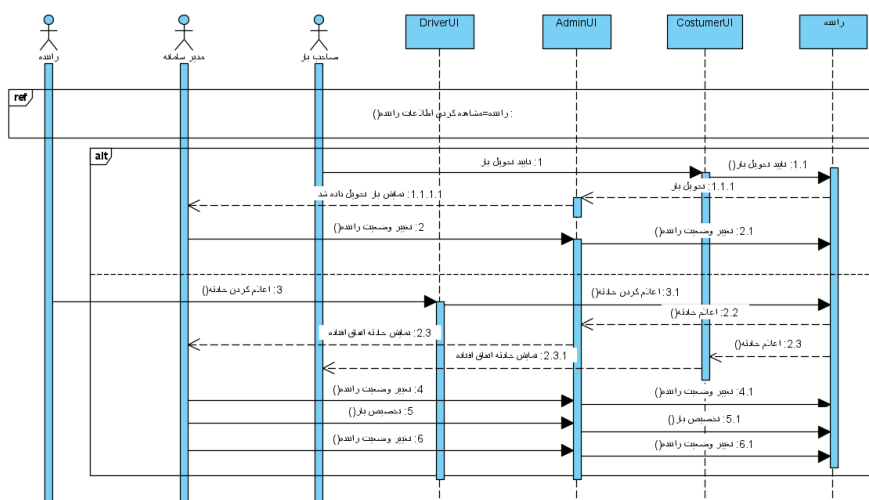 DriverUI
AdminUI
CostumerUI
راننده
راننده
مدیر سامانه
صاحب بار
ref
راننده=مشاهده کردن اطلاعات راننده() :
alt
1: تایید تحویل بار
1.1: تایید تحویل بار()
1.1.1: تحویل بار
1.1.1.1: نمایش بار تحویل داده شد
2: تغییر وضعیت راننده()
2.1: تغییر وضعیت راننده()
3: اعلام کردن حادثه()
3.1: اعلام کردن حادثه()
2.2: اعلام حادثه()
2.3: نمایش حادثه اتفاق افتاده
2.3: اعلام حادثه()
2.3.1: نمایش حادثه اتفاق افتاده
4: تغییر وضعیت راننده()
4.1: تغییر وضعیت راننده()
5: تخصیص بار()
5.1: تخصیص بار()
6: تغییر وضعیت راننده()
6.1: تغییر وضعیت راننده()